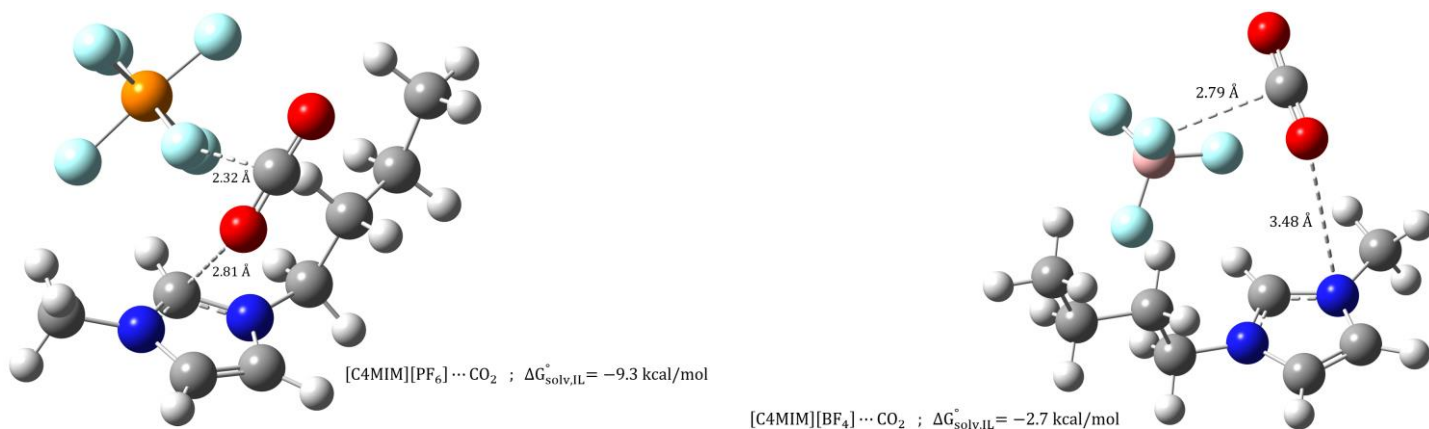 2.32 Å
2.81 Å
[C4MIM][PF₆] ⋯ CO₂ ; ΔG°solv,IL = −9.3 kcal/mol
2.79 Å
3.48 Å
[C4MIM][BF₄] ⋯ CO₂ ; ΔG°solv,IL = −2.7 kcal/mol